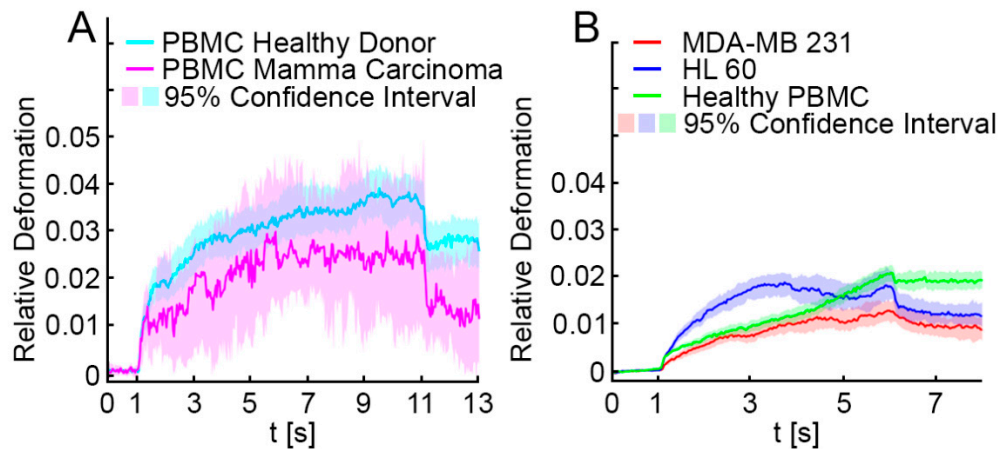 A
PBMC Healthy Donor
PBMC Mamma Carcinoma
95% Confidence Interval
Relative Deformation
0.05
0.04
0.03
0.02
0.01
0
0 1 3 5 7 9 11 13
t [s]
B
MDA-MB 231
HL 60
Healthy PBMC
95% Confidence Interval
Relative Deformation
0.04
0.03
0.02
0.01
0
0 1 3 5 7
t [s]